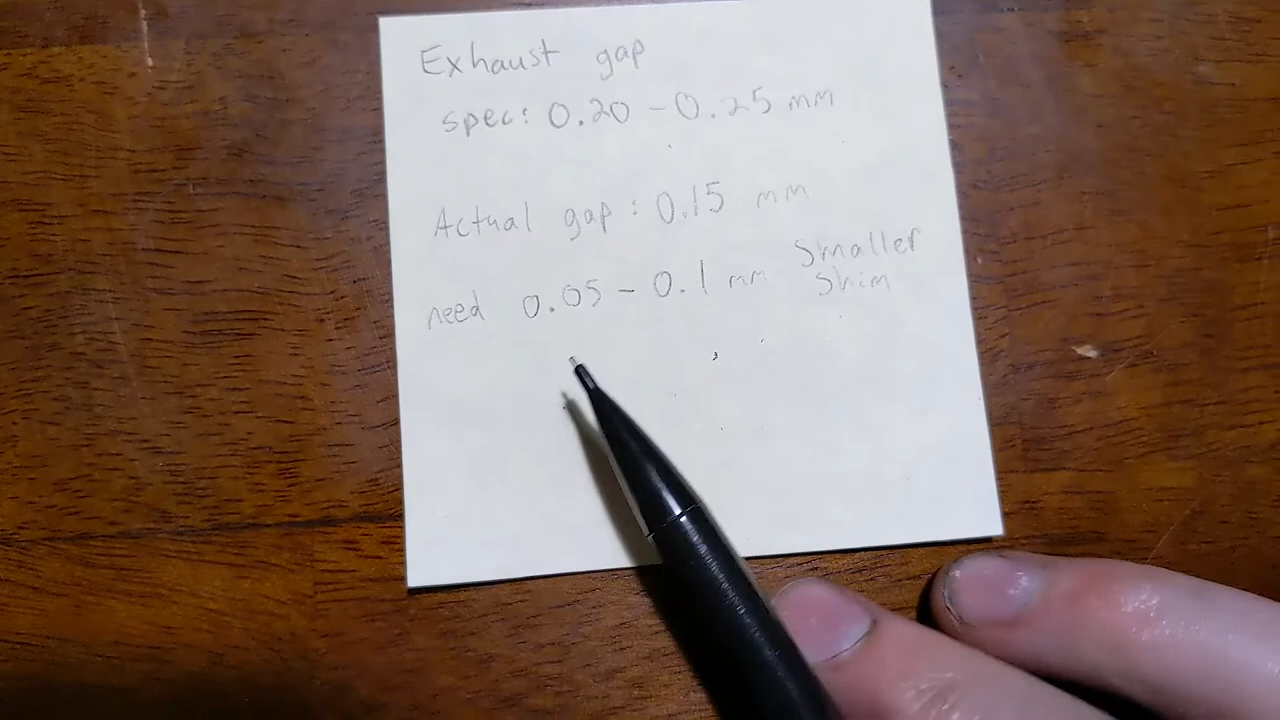 Exhaust gap
spec: 0.20 - 0.25 mm
Actual gap: 0.15 mm
need 0.05 - 0.1 mm Smaller
Shim